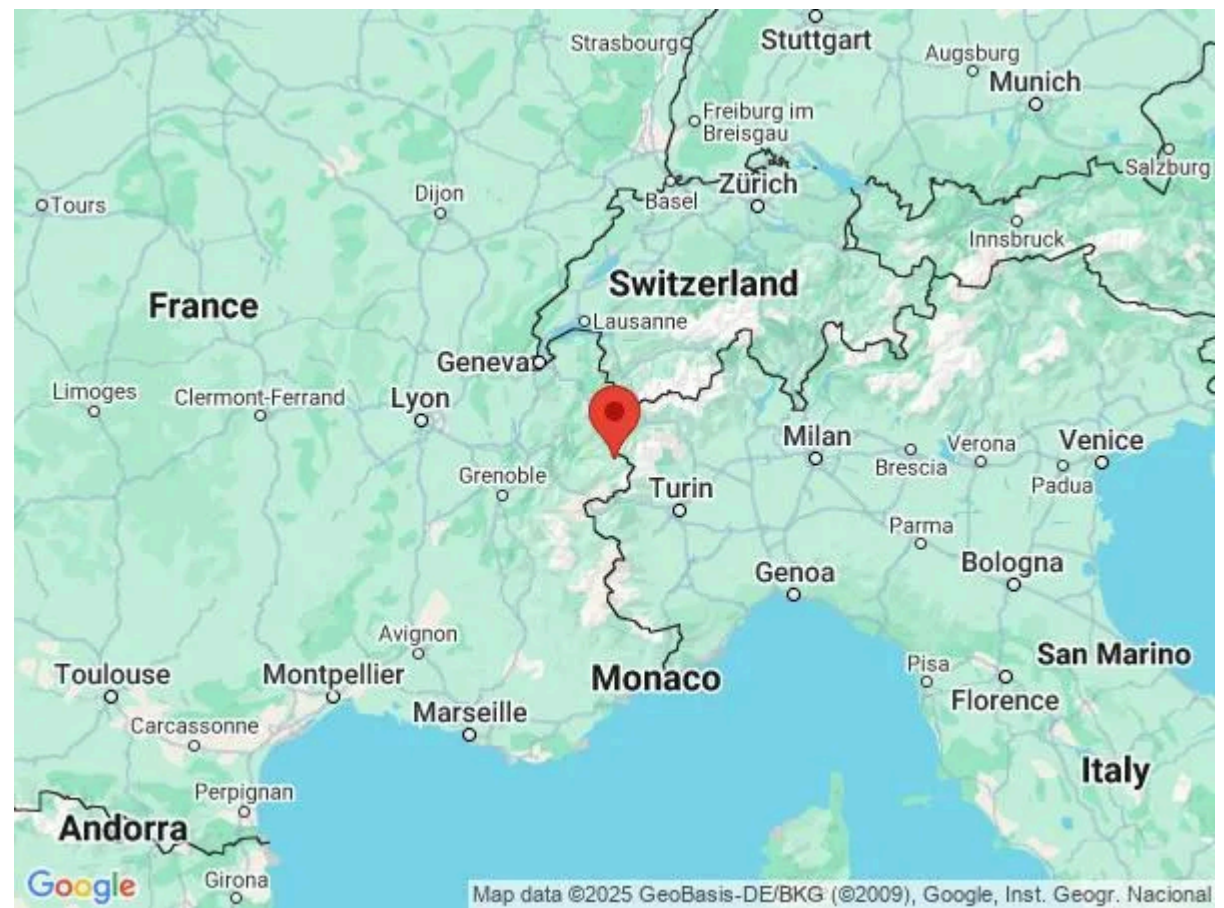 Strasbourg
Stuttgart
Augsburg
Munich
Freiburg im
Breisgau
Salzburg
Tours
Dijon
Basel
Zürich
Innsbruck
France
Switzerland
Lausanne
Geneva
Limoges
Clermont-Ferrand
Lyon
Milan
Brescia
Verona
Venice
Padua
Grenoble
Turin
Parma
Genoa
Bologna
Avignon
San Marino
Toulouse
Montpellier
Monaco
Pisa
Florence
Marseille
Carcassonne
Italy
Perpignan
Andorra
Girona
Google
Map data ©2025 GeoBasis-DE/BKG (©2009), Google, Inst. Geogr. Nacional